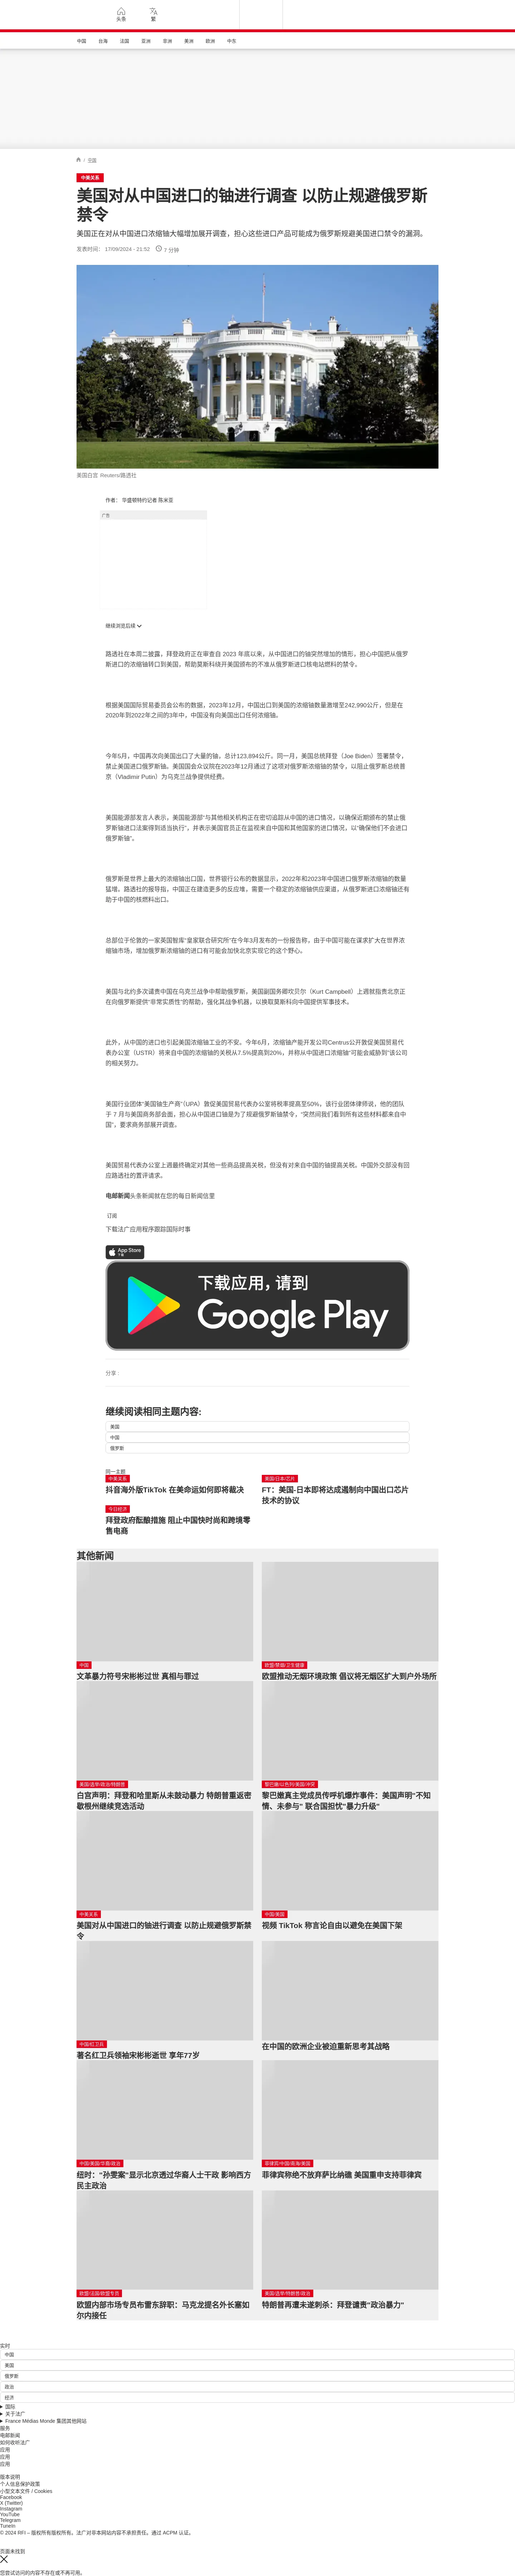 头条
繁
中国 台湾 法国 亚洲 非洲 美洲 欧洲 中东
/ 中国
中美关系
美国对从中国进口的铀进行调查 以防止规避俄罗斯
禁令
美国正在对从中国进口浓缩铀大幅增加展开调查，担心这些进口产品可能成为俄罗斯规避美国进口禁令的漏洞。
发表时间： 17/09/2024 - 21:52 7 分钟
美国白宫 Reuters/路透社
作者： 华盛顿特约记者 陈米亚
广告
继续浏览后续
路透社在本周二披露，拜登政府正在审查自 2023 年底以来，从中国进口的铀突然增加的情形，担心中国把从俄罗
斯进口的浓缩铀转口到美国，帮助莫斯科绕开美国颁布的不准从俄罗斯进口核电站燃料的禁令。
根据美国国际贸易委员会公布的数据，2023年12月，中国出口到美国的浓缩铀数量激增至242,990公斤，但是在
2020年到2022年之间的3年中，中国没有向美国出口任何浓缩铀。
今年5月，中国再次向美国出口了大量的铀，总计123,894公斤，同一月，美国总统拜登（Joe Biden）签署禁令，
禁止美国进口俄罗斯铀。美国国会众议院在2023年12月通过了这项对俄罗斯浓缩铀的禁令，以阻止俄罗斯总统普
京（Vladimir Putin）为乌克兰战争提供经费。
美国能源部发言人表示，美国能源部"与其他相关机构正在密切追踪从中国的进口情况，以确保近期颁布的禁止俄
罗斯铀进口法案得到适当执行"。并表示美国官员正在监视来自中国和其他国家的进口情况，以"确保他们不会进口
俄罗斯铀"。
俄罗斯是世界上最大的浓缩铀出口国，世界银行公布的数据显示，2022年和2023年中国进口俄罗斯浓缩铀的数量
猛增。路透社的报导指，中国正在建造更多的反应堆，需要一个稳定的浓缩铀供应渠道，从俄罗斯进口浓缩铀还有
助于中国的核燃料出口。
总部位于伦敦的一家英国智库"皇家联合研究所"在今年3月发布的一份报告称，由于中国可能在谋求扩大在世界浓
缩铀市场，增加俄罗斯浓缩铀的进口有可能会加快北京实现它的这个野心。
美国与北约多次谴责中国在乌克兰战争中帮助俄罗斯，美国副国务卿坎贝尔（Kurt Campbell）上週就指责北京正
在向俄罗斯提供"非常实质性"的帮助，强化其战争机器，以换取莫斯科向中国提供军事技术。
此外，从中国的进口也引起美国浓缩铀工业的不安。今年6月，浓缩铀产能开发公司Centrus公开敦促美国贸易代
表办公室（USTR）将来自中国的浓缩铀的关税从7.5%提高到20%，并称从中国进口浓缩铀"可能会威胁到"该公司
的相关努力。
美国行业团体"美国铀生产商"（UPA）敦促美国贸易代表办公室将税率提高至50%，该行业团体律师说，他的团队
于 7 月与美国商务部会面，担心从中国进口铀是为了规避俄罗斯铀禁令，"突然间我们看到所有这些材料都来自中
国"，要求商务部展开调查。
美国贸易代表办公室上週最终确定对其他一些商品提高关税，但没有对来自中国的铀提高关税。中国外交部没有回
应路透社的置评请求。
电邮新闻头条新闻就在您的每日新闻信里
订阅
下载法广应用程序跟踪国际时事
App Store
下载
下载应用，请到
Google Play
分享 :
继续阅读相同主题内容:
美国
中国
俄罗斯
同一主题
中美关系
抖音海外版TikTok 在美命运如何即将裁决
美国/日本/芯片
FT：美国-日本即将达成遏制向中国出口芯片
技术的协议
今日经济
拜登政府酝酿措施 阻止中国快时尚和跨境零
售电商
其他新闻
中国
文革暴力符号宋彬彬过世 真相与罪过
欧盟/禁烟/卫生健康
欧盟推动无烟环境政策 倡议将无烟区扩大到户外场所
美国/选举/政治/特朗普
白宫声明：拜登和哈里斯从未鼓动暴力 特朗普重返密
歇根州继续竞选活动
黎巴嫩/以色列/美国/冲突
黎巴嫩真主党成员传呼机爆炸事件：美国声明"不知
情、未参与" 联合国担忧"暴力升级"
中美关系
美国对从中国进口的铀进行调查 以防止规避俄罗斯禁
令
中国/美国
视频 TikTok 称言论自由以避免在美国下架
中国/红卫兵
著名红卫兵领袖宋彬彬逝世 享年77岁
在中国的欧洲企业被迫重新思考其战略
中国/美国/华裔/政治
纽时："孙雯案"显示北京透过华裔人士干政 影响西方
民主政治
菲律宾/中国/南海/美国
菲律宾称绝不放弃萨比纳礁 美国重申支持菲律宾
欧盟/法国/欧盟专员
欧盟内部市场专员布雷东辞职：马克龙提名外长塞如
尔内接任
美国/选举/特朗普/政治
特朗普再遭未遂刺杀：拜登谴责"政治暴力"
实时
中国
美国
俄罗斯
政治
经济
国际
关于法广
France Médias Monde 集团其他网站
服务
电邮新闻
如何收听法广
应用
应用
应用
版本说明
个人信息保护政策
小型文本文件 / Cookies
Facebook
X (Twitter)
Instagram
YouTube
Telegram
TuneIn
© 2024 RFI – 版权所有版权所有。法广对非本网站内容不承担责任。通过 ACPM 认证。
页面未找到
您尝试访问的内容不存在或不再可用。